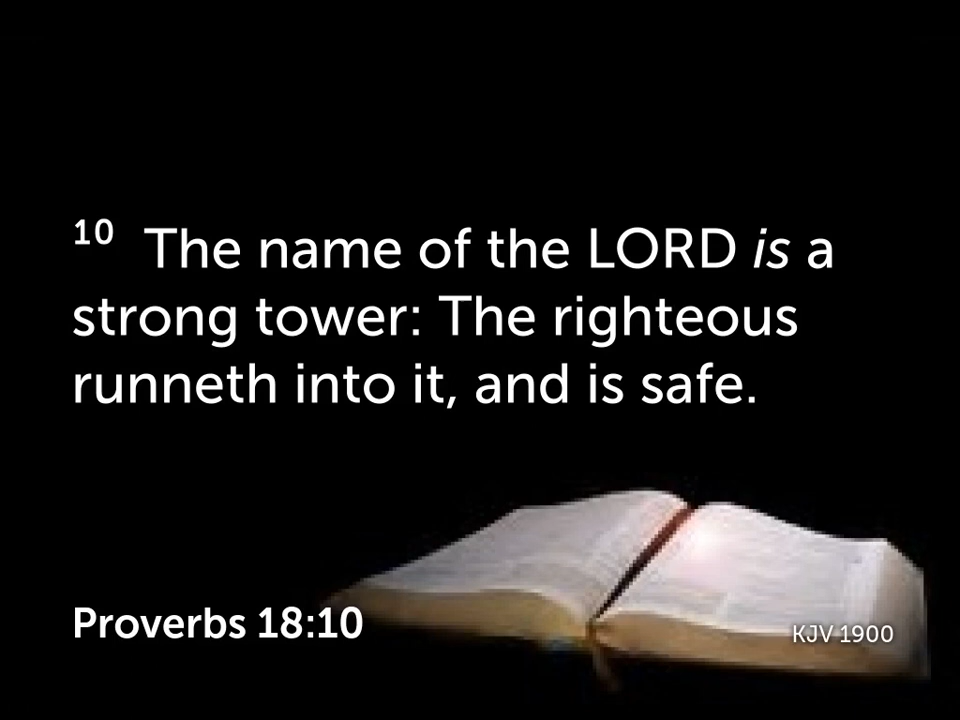 10 The name of the LORD is a
strong tower: The righteous
runneth into it, and is safe.
Proverbs 18:10
KJV 1900